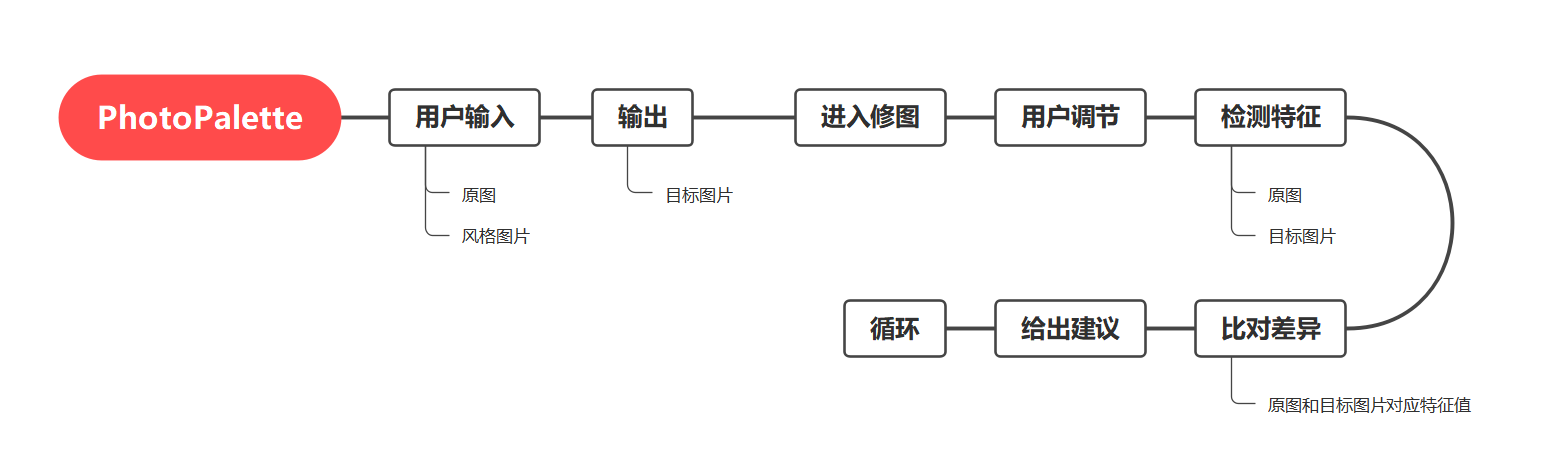 PhotoPalette
用户输入
输出
进入修图
用户调节
检测特征
原图
风格图片
目标图片
原图
目标图片
循环
给出建议
比对差异
原图和目标图片对应特征值